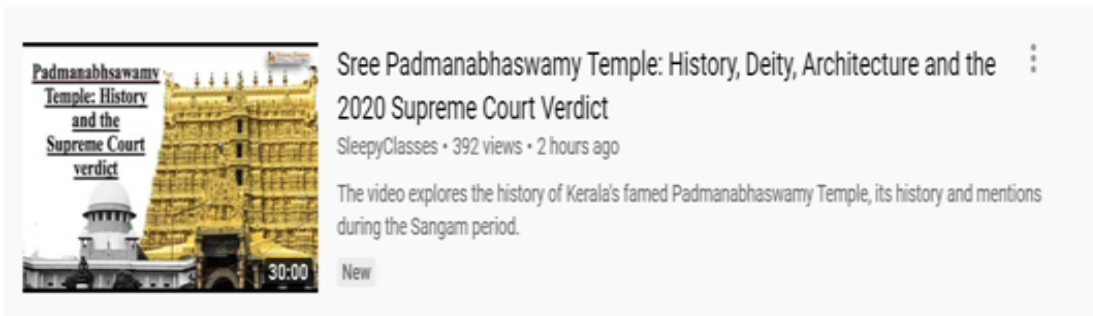 Padmanabhsawamy
Temple: History
and the
Supreme Court
verdict
30:00
Sree Padmanabhaswamy Temple: History, Deity, Architecture and the
2020 Supreme Court Verdict
SleepyClasses • 392 views • 2 hours ago
The video explores the history of Kerala's famed Padmanabhaswamy Temple, its history and mentions
during the Sangam period.
New